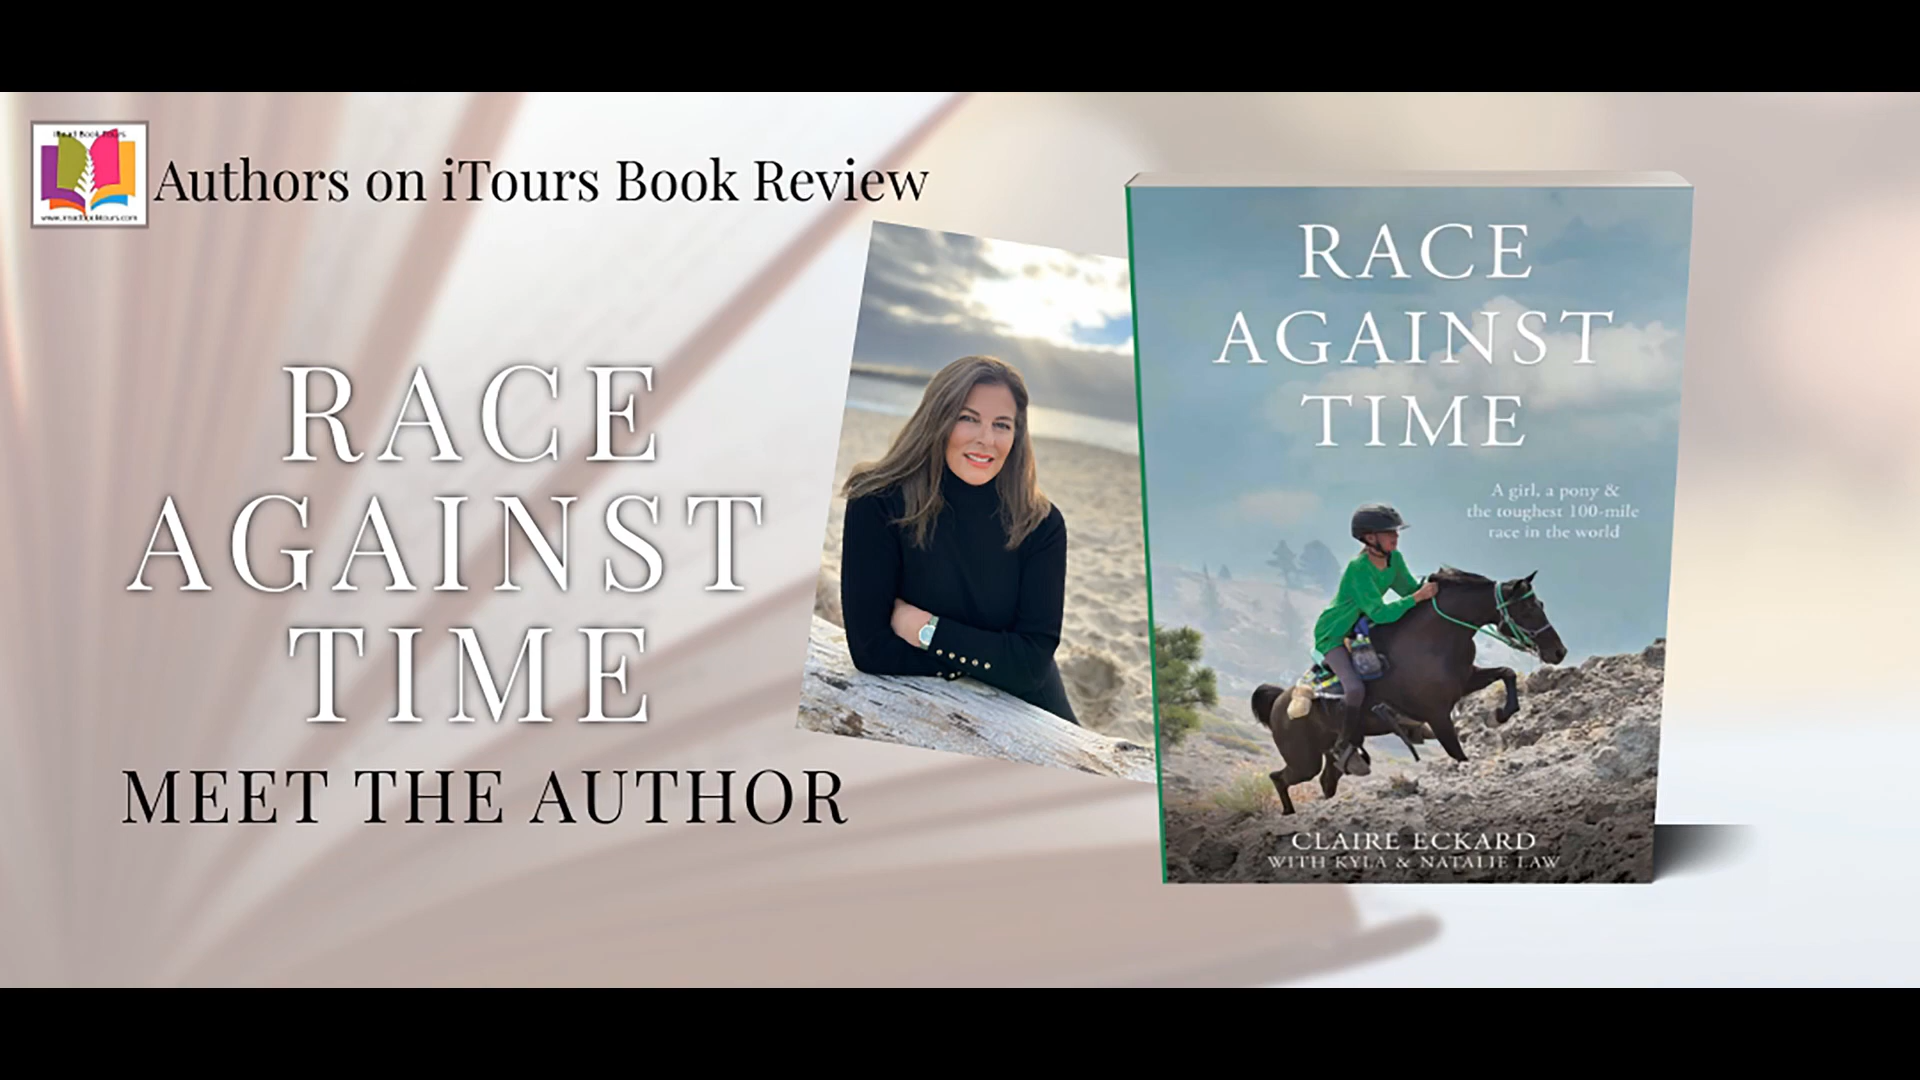 Authors on iTours Book Review
RACE
AGAINST
TIME
MEET THE AUTHOR
RACE
AGAINST
TIME
A girl, a pony &
the toughest 100-mile
race in the world
CLAIRE ECKARD
WITH KYLA & NATALIE LAW